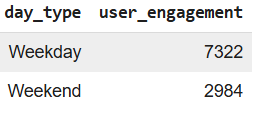 day_type user_engagement
Weekday 7322
Weekend 2984